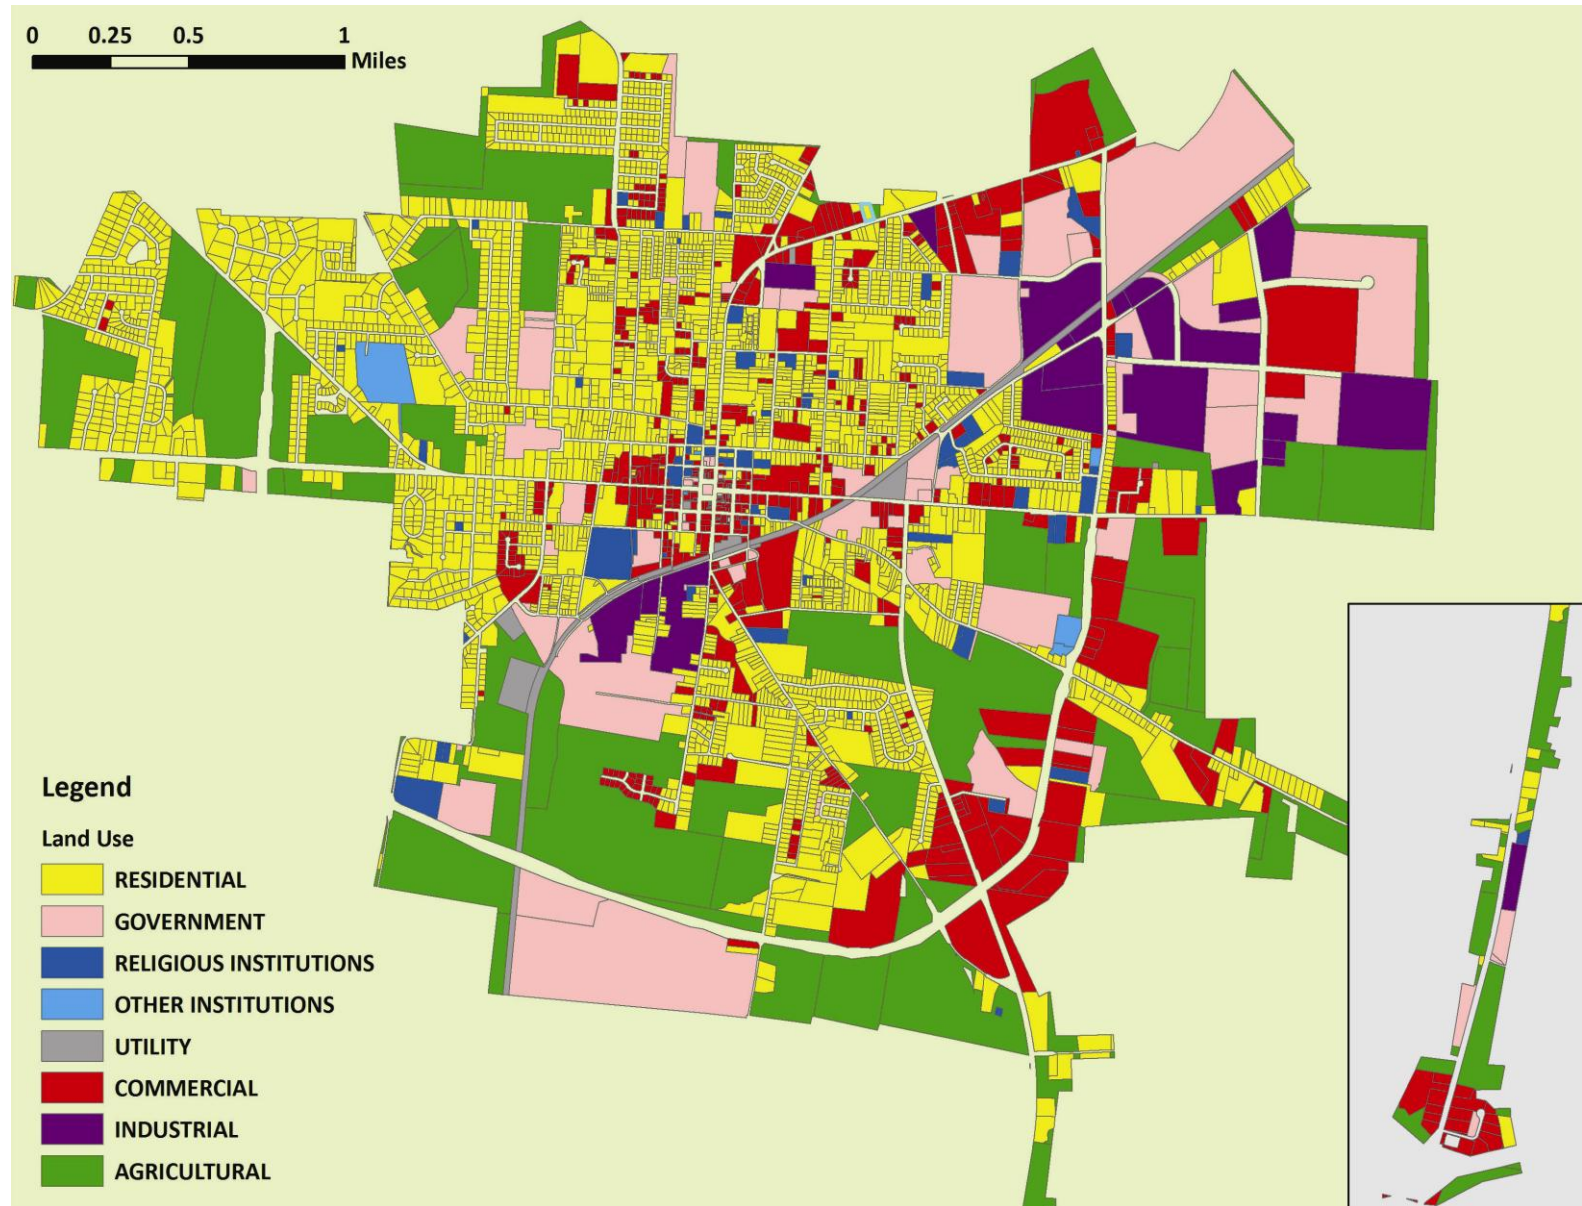 0 0.25 0.5 1
Miles
Legend
Land Use
RESIDENTIAL
GOVERNMENT
RELIGIOUS INSTITUTIONS
OTHER INSTITUTIONS
UTILITY
COMMERCIAL
INDUSTRIAL
AGRICULTURAL